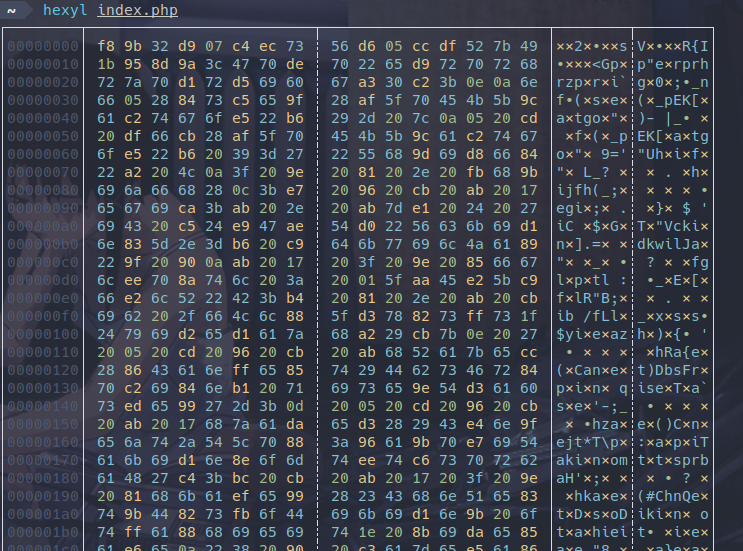 ~ hexyl index.php
00000000 f8 9b 32 d9 07 c4 ec 73 56 d6 05 cc df 52 7b 49 ××2×•××s V×•××R{I
00000010 1b 95 8d 9a 3c 47 70 de 70 22 65 d9 72 70 72 68 •×××<Gp× p"e×rprh
00000020 72 7a 70 d1 72 d5 69 60 67 a3 30 c2 3b 0e 0a 6e rzp×r×i` g×0×;•_n
00000030 66 05 28 84 73 c5 65 9f 28 af 5f 70 45 4b 5b 9c f•(×s×e× (×_pEK[×
00000040 61 c2 74 67 6f e5 22 b6 29 2d 20 7c 0a 05 20 cd a×tgo×"× )- |_• ×
00000050 20 df 66 cb 28 af 5f 70 45 4b 5b 9c 61 c2 74 67  ×f×(×_p EK[×a×tg
00000060 6f e5 22 b6 20 39 3d 27 22 55 68 9d 69 d8 66 84 o×"× 9=' "Uh×i×f×
00000070 22 a2 20 4c 0a 3f 20 9e 20 81 20 2e 20 fb 68 9b "× L_? ×  × . ×h×
00000080 69 6a 66 68 28 0c 3b e7 20 96 20 cb 20 ab 20 17 ijfh(_;×  × × × •
00000090 65 67 69 ca 3b ab 20 2e 20 ab 7d e1 20 24 20 27 egi×;× .  ×}× $ '
000000a0 69 43 20 c5 24 e9 47 ae 54 d0 22 56 63 6b 69 d1 iC ×$×G× T×"Vcki×
000000b0 6e 83 5d 2e 3d b6 20 c9 64 6b 77 69 6c 4a 61 89 n×].=× × dkwilJa×
000000c0 22 9f 20 90 0a ab 20 17 20 3f 20 9e 20 85 66 67 "× ×_× •  ? × ×fg
000000d0 6c ee 70 8a 74 6c 20 3a 20 01 5f aa 45 e2 5b c9 l×p×tl :  •_×E×[×
000000e0 66 e2 6c 52 22 42 3b b4 20 81 20 2e 20 ab 20 cb f×lR"B;×  × . × ×
000000f0 69 62 20 2f 66 4c 6c 88 5f d3 78 82 73 ff 73 1f ib /fLl× _×x×s×s•
00000100 24 79 69 d2 65 d1 61 7a 68 a2 29 cb 7b 0e 20 27 $yi×e×az h×)×{• '
00000110 20 05 20 cd 20 96 20 cb 20 ab 68 52 61 7b 65 cc  • × × ×  ×hRa{e×
00000120 28 86 43 61 6e ff 65 85 74 29 44 62 73 46 72 84 (×Can×e× t)DbsFr×
00000130 70 c2 69 84 6e b1 20 71 69 73 65 9e 54 d3 61 60 p×i×n× q ise×T×a`
00000140 73 ed 65 99 27 2d 3b 0d 20 05 20 cd 20 96 20 cb s×e×'-;_  • × × ×
00000150 20 ab 20 17 68 7a 61 da 65 d3 28 29 43 e4 6e 9f  × •hza× e×()C×n×
00000160 65 6a 74 2a 54 5c 70 88 3a 96 61 9b 70 e7 69 54 ejt*T\p× :×a×p×iT
00000170 61 6b 69 d1 6e 8e 6f 6d 74 ee 74 c6 73 70 72 62 aki×n×om t×t×sprb
00000180 61 48 27 c4 3b bc 20 cb 20 ab 20 17 20 3f 20 9e aH'×;× ×  × • ? ×
00000190 20 81 68 6b 61 ef 65 99 28 23 43 68 6e 51 65 83  ×hka×e× (#ChnQe×
000001a0 74 9b 44 82 73 fb 6f 44 69 6b 69 d1 6e 9b 20 6f t×D×s×oD iki×n× o
000001b0 74 ff 61 88 68 69 65 69 74 1e 20 8b 69 da 65 85 t×a×hiei t• ×i×e×